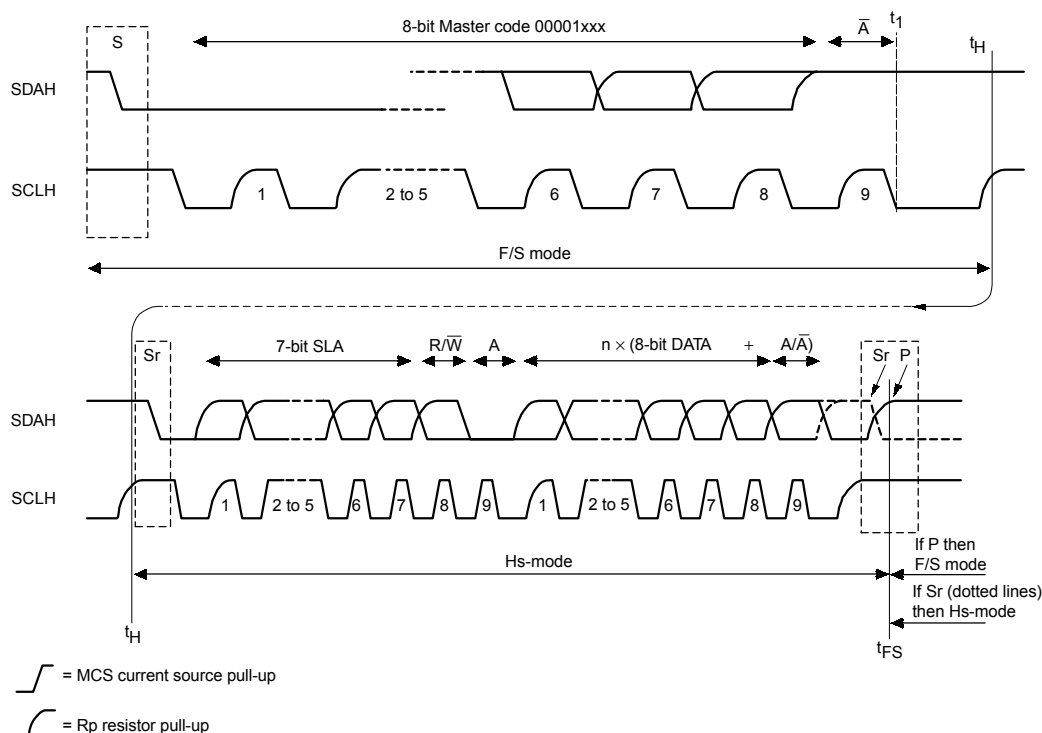 8-bit Master code 00001xxx
S
A̅
t1
tH
SDAH
SCLH
1
2 to 5
6
7
8
9
F/S mode
Sr
7-bit SLA
R/W̅
A
n × (8-bit DATA +
A/A̅)
Sr P
SDAH
SCLH
1
2 to 5
6
7
8
9
1
2 to 5
6
7
8
9
Hs-mode
If P then
F/S mode
If Sr (dotted lines)
then Hs-mode
tH
tFS
= MCS current source pull-up
= Rp resistor pull-up